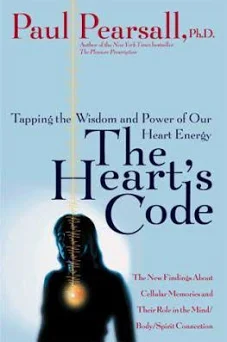 Paul Pearsall, Ph.D.
Author of the New York Times bestseller
The Pleasure Prescription
Tapping the Wisdom and Power of Our
Heart Energy
The
Heart's
Code
The New Findings About
Cellular Memories and
Their Role in the Mind/
Body/Spirit Connection